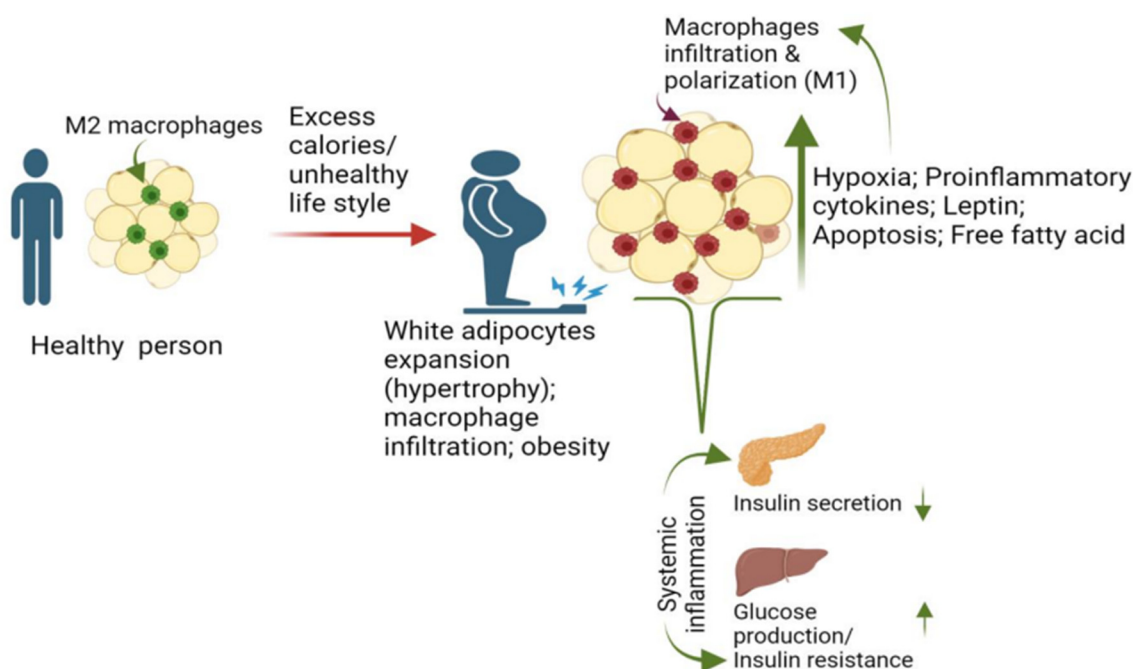 M2 macrophages
Healthy person
Excess
calories/
unhealthy
life style
White adipocytes
expansion
(hypertrophy);
macrophage
infiltration; obesity
Macrophages
infiltration &
polarization (M1)
Hypoxia; Proinflammatory
cytokines; Leptin;
Apoptosis; Free fatty acid
Systemic
inflammation
Insulin secretion
Glucose
production/
Insulin resistance